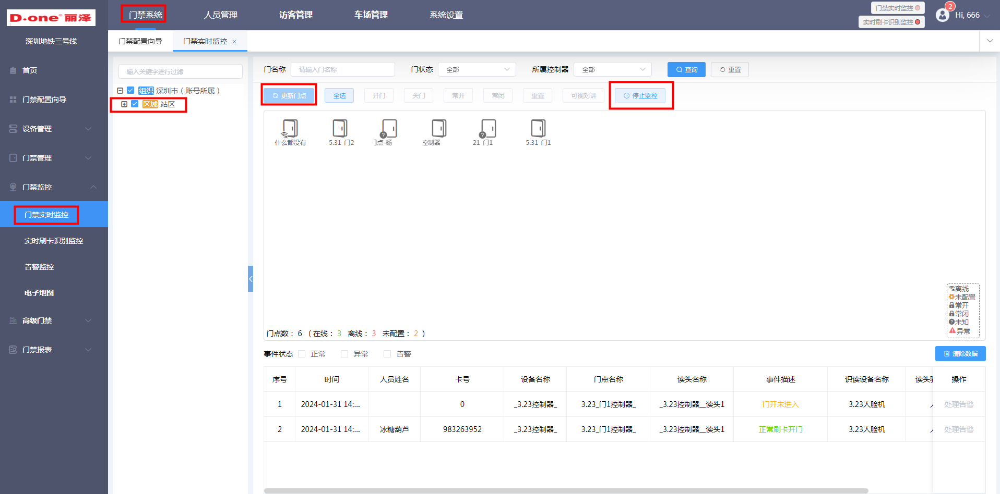 D.one® 丽泽
深圳地铁三号线
门禁系统 人员管理 访客管理 车场管理 系统设置
门禁实时监控
实时刷卡识别监控
2
Hi, 666
门禁配置向导 门禁实时监控 ×
首页
门禁配置向导
设备管理
门禁管理
门禁监控
门禁实时监控
实时刷卡识别监控
告警监控
电子地图
高级门禁
门禁报表
输入关键字进行过滤
组织 深圳市（账号所属）
区域 站区
门名称 请输入门名称 门状态 全部 所属控制器 全部 查询 重置
更新门点 全选 开门 关门 常开 常闭 重置 可视对讲 停止监控
什么都没有 5.31 门2 门点-杨 控制器 21 门1 5.31 门1
离线
未配置
常开
常闭
未知
异常
门点数： 6 （ 在线： 3 离线： 3 未配置： 2 ）
事件状态 正常 异常 告警 清除数据
序号 时间 人员姓名 卡号 设备名称 门点名称 读头名称 事件描述 识读设备名称 读头 操作
1 2024-01-31 14:... 0 _3.23控制器_ 3.23_门1控制器_ _3.23控制器__读头1 门开未进入 3.23人脸机 处理告警
2 2024-01-31 14:... 冰糖葫芦 983263952 _3.23控制器_ 3.23_门1控制器_ _3.23控制器__读头1 正常刷卡开门 3.23人脸机 处理告警